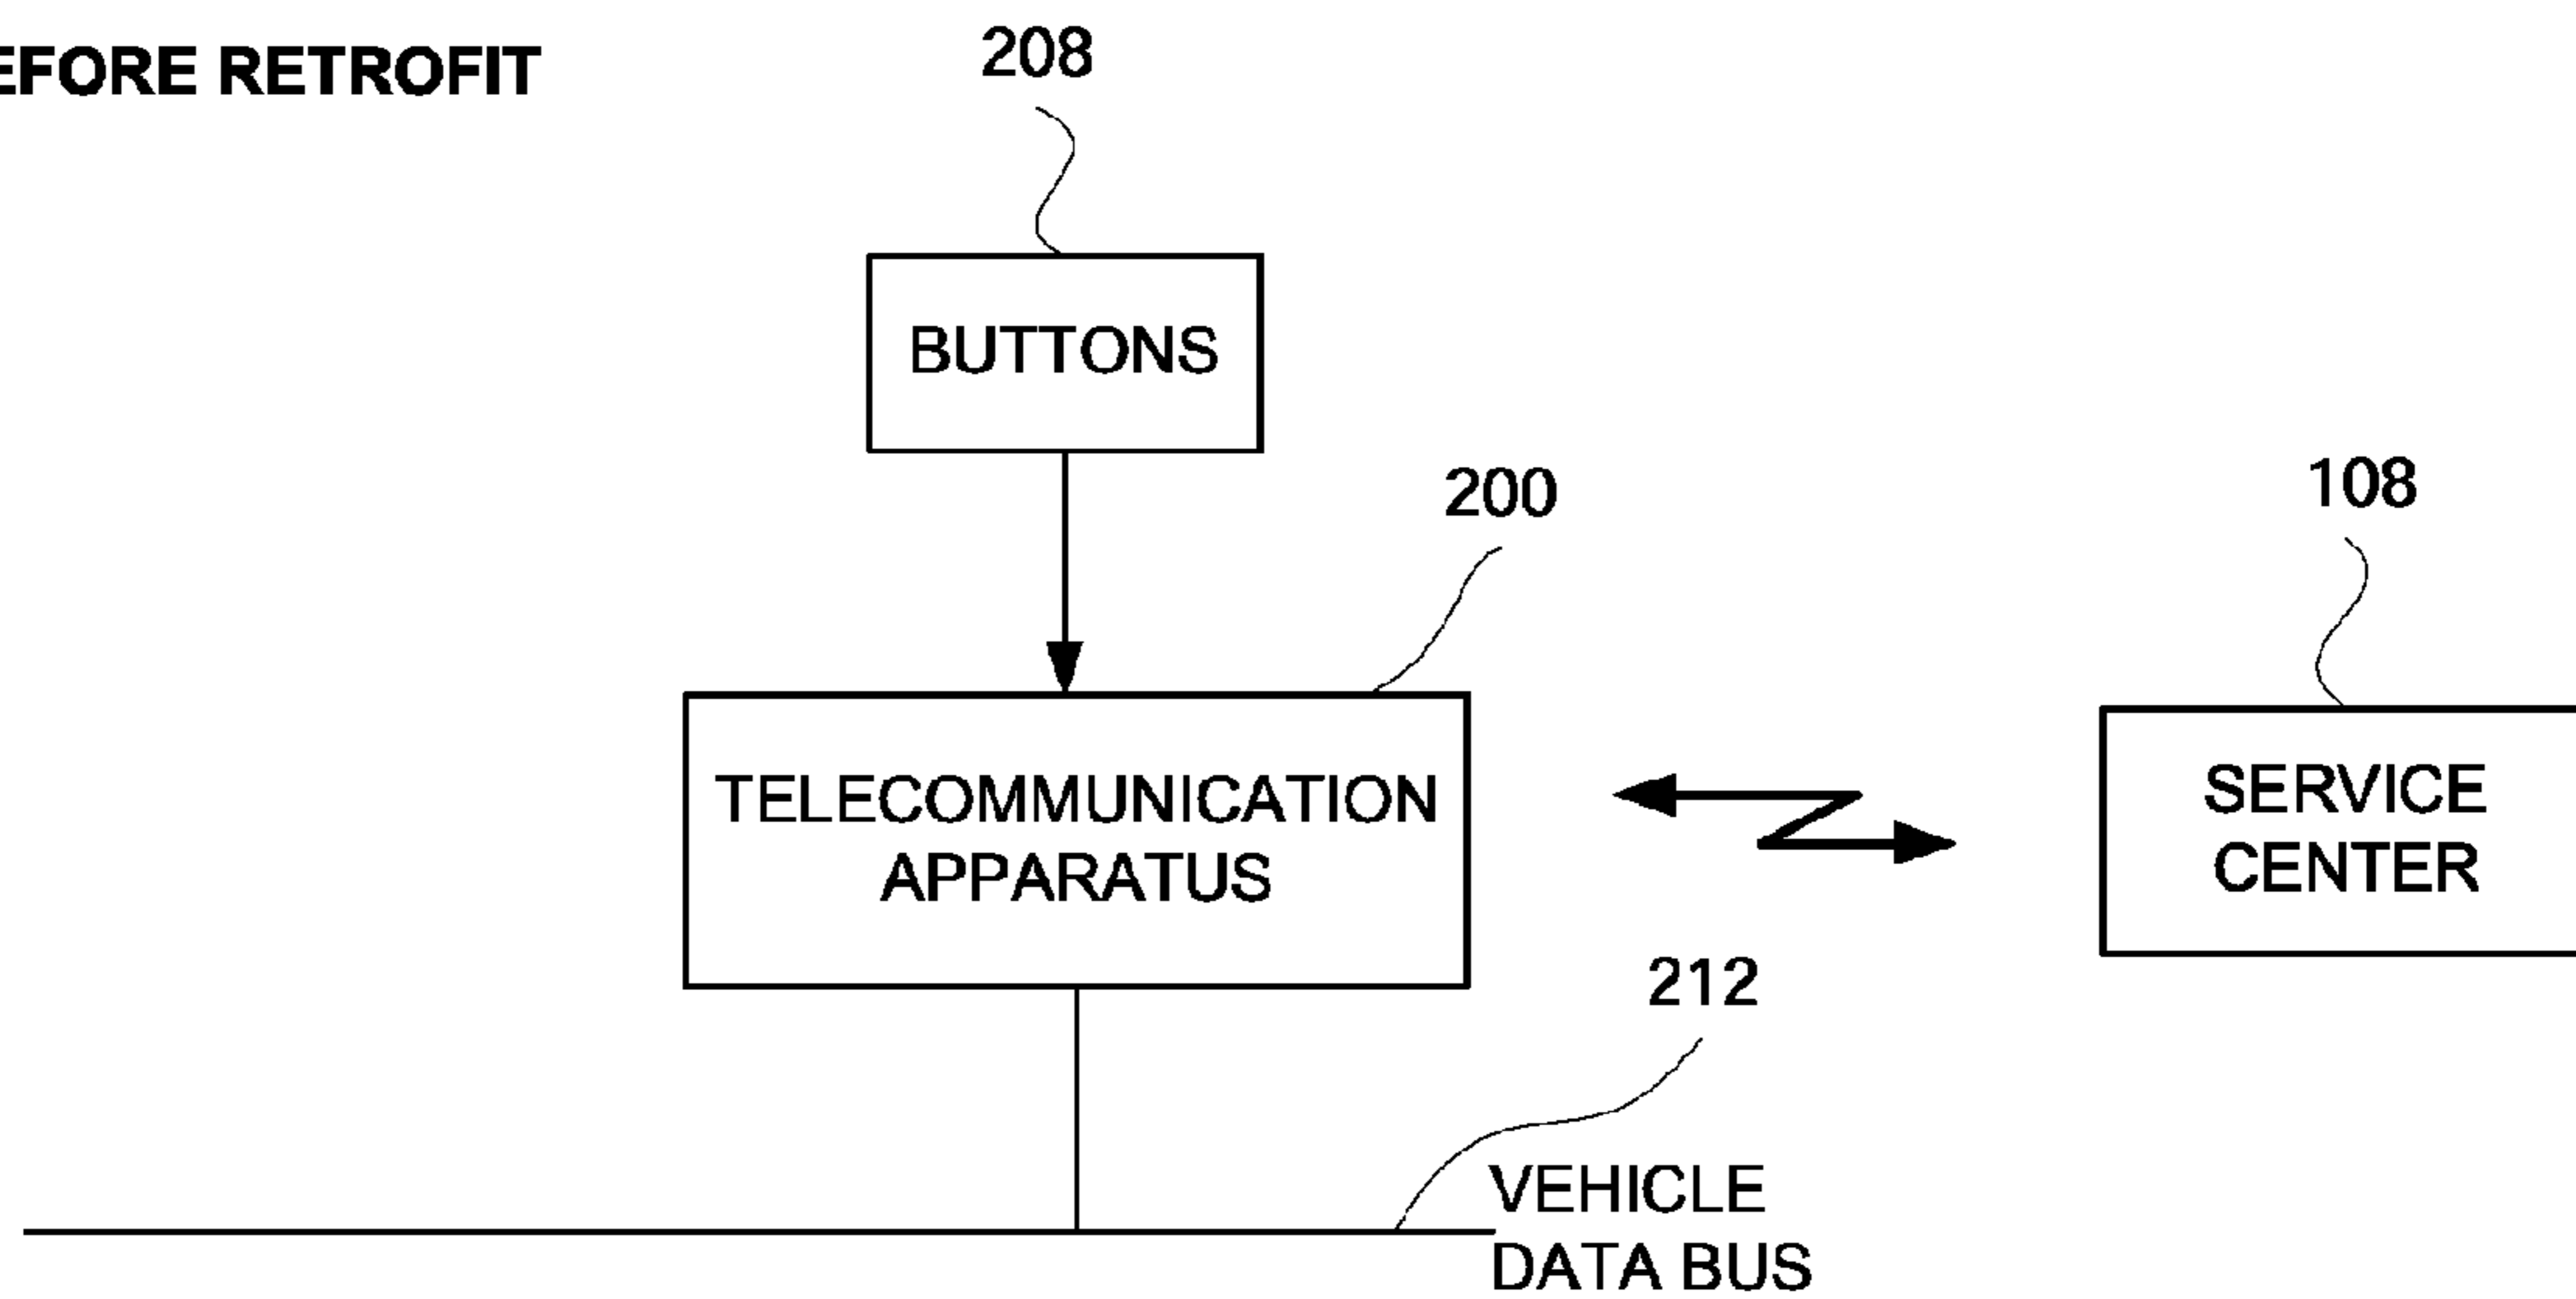 EFORE RETROFIT
208
BUTTONS
200
108
TELECOMMUNICATION
APPARATUS
SERVICE
CENTER
212
VEHICLE
DATA BUS